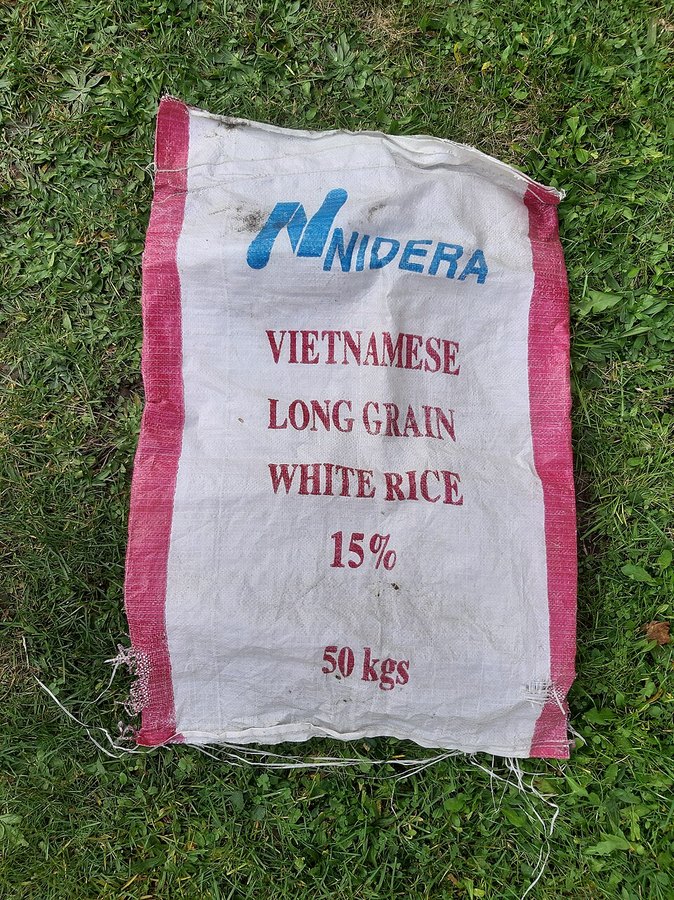 NIDERA
VIETNAMESE
LONG GRAIN
WHITE RICE
15%
50 kgs